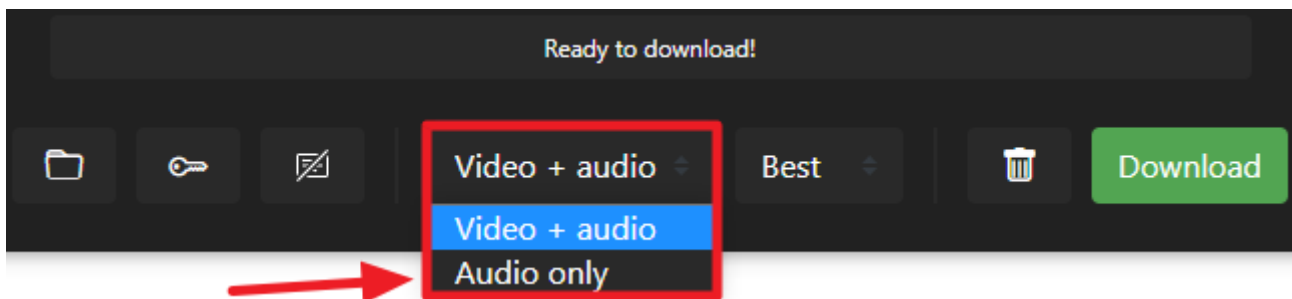 Ready to download!
Video + audio Best Download
Video + audio
Audio only